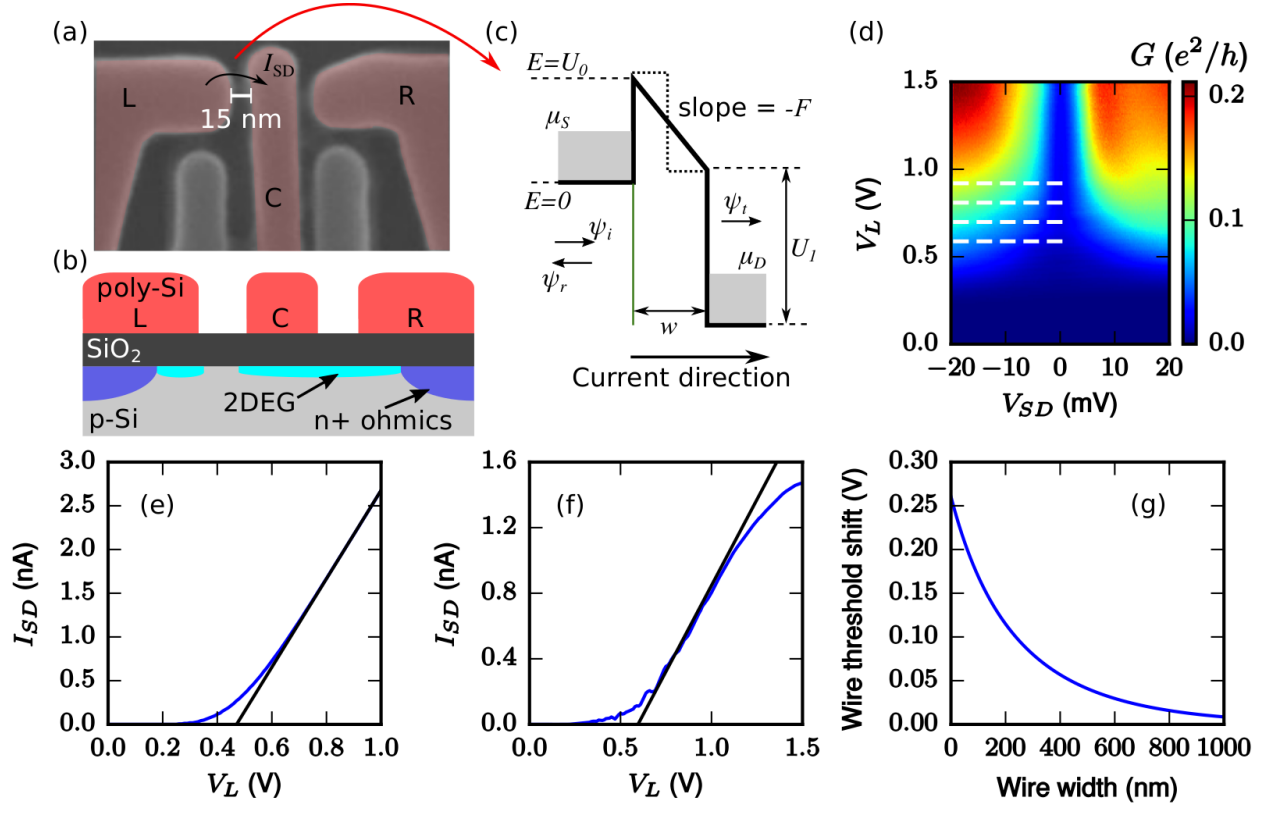 (a)
I_SD
L
R
15 nm
C
(b)
poly-Si
L
C
R
SiO₂
2DEG
p-Si
n+ ohmics
(c)
E=U₀
slope = -F
μ_S
E=0
ψ_i
ψ_r
ψ_t
U₁
μ_D
w
Current direction
(d)
G (e²/h)
1.5
1.0
0.5
0.0
V_L (V)
−20 −10 0 10 20
V_SD (mV)
0.2
0.1
0.0
(e)
3.0
2.5
2.0
1.5
1.0
0.5
0.0
I_SD (nA)
0.0 0.2 0.4 0.6 0.8 1.0
V_L (V)
(f)
1.6
1.2
0.8
0.4
0.0
I_SD (nA)
0.0 0.5 1.0 1.5
V_L (V)
(g)
0.30
0.25
0.20
0.15
0.10
0.05
0.00
Wire threshold shift (V)
0 200 400 600 800 1000
Wire width (nm)